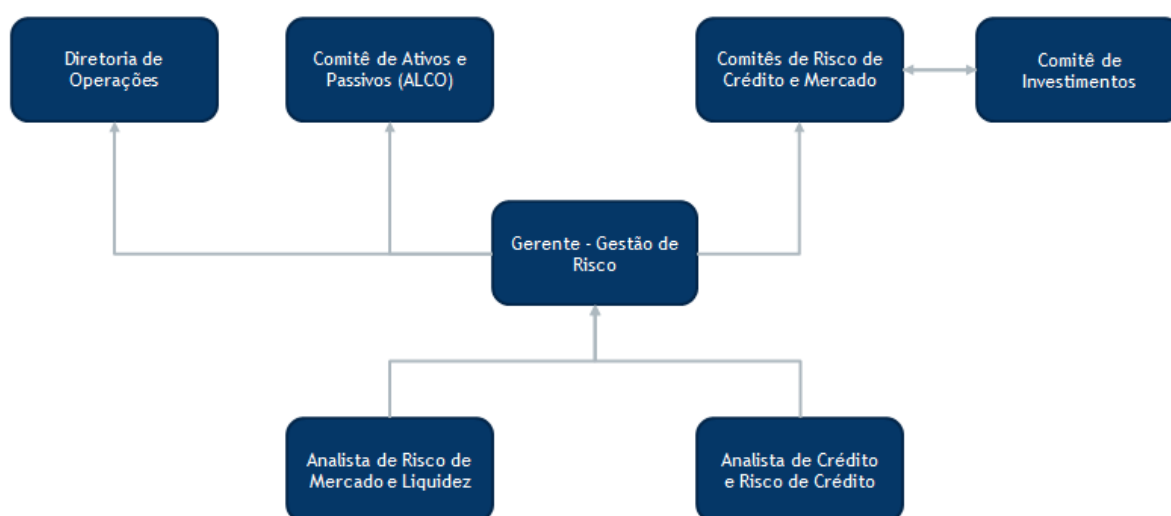 Diretoria de
Operações
Comitê de Ativos e
Passivos (ALCO)
Comitês de Risco de
Crédito e Mercado
Comitê de
Investimentos
Gerente - Gestão de
Risco
Analista de Risco de
Mercado e Liquidez
Analista de Crédito
e Risco de Crédito